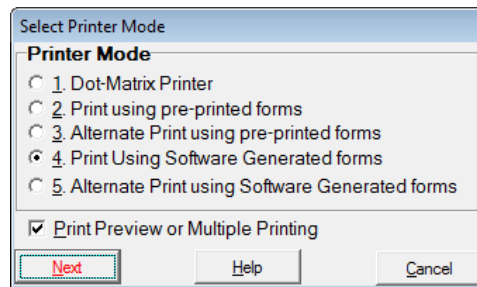 Select Printer Mode
Printer Mode
1. Dot-Matrix Printer
2. Print using pre-printed forms
3. Alternate Print using pre-printed forms
4. Print Using Software Generated forms
5. Alternate Print using Software Generated forms
Print Preview or Multiple Printing
Next Help Cancel